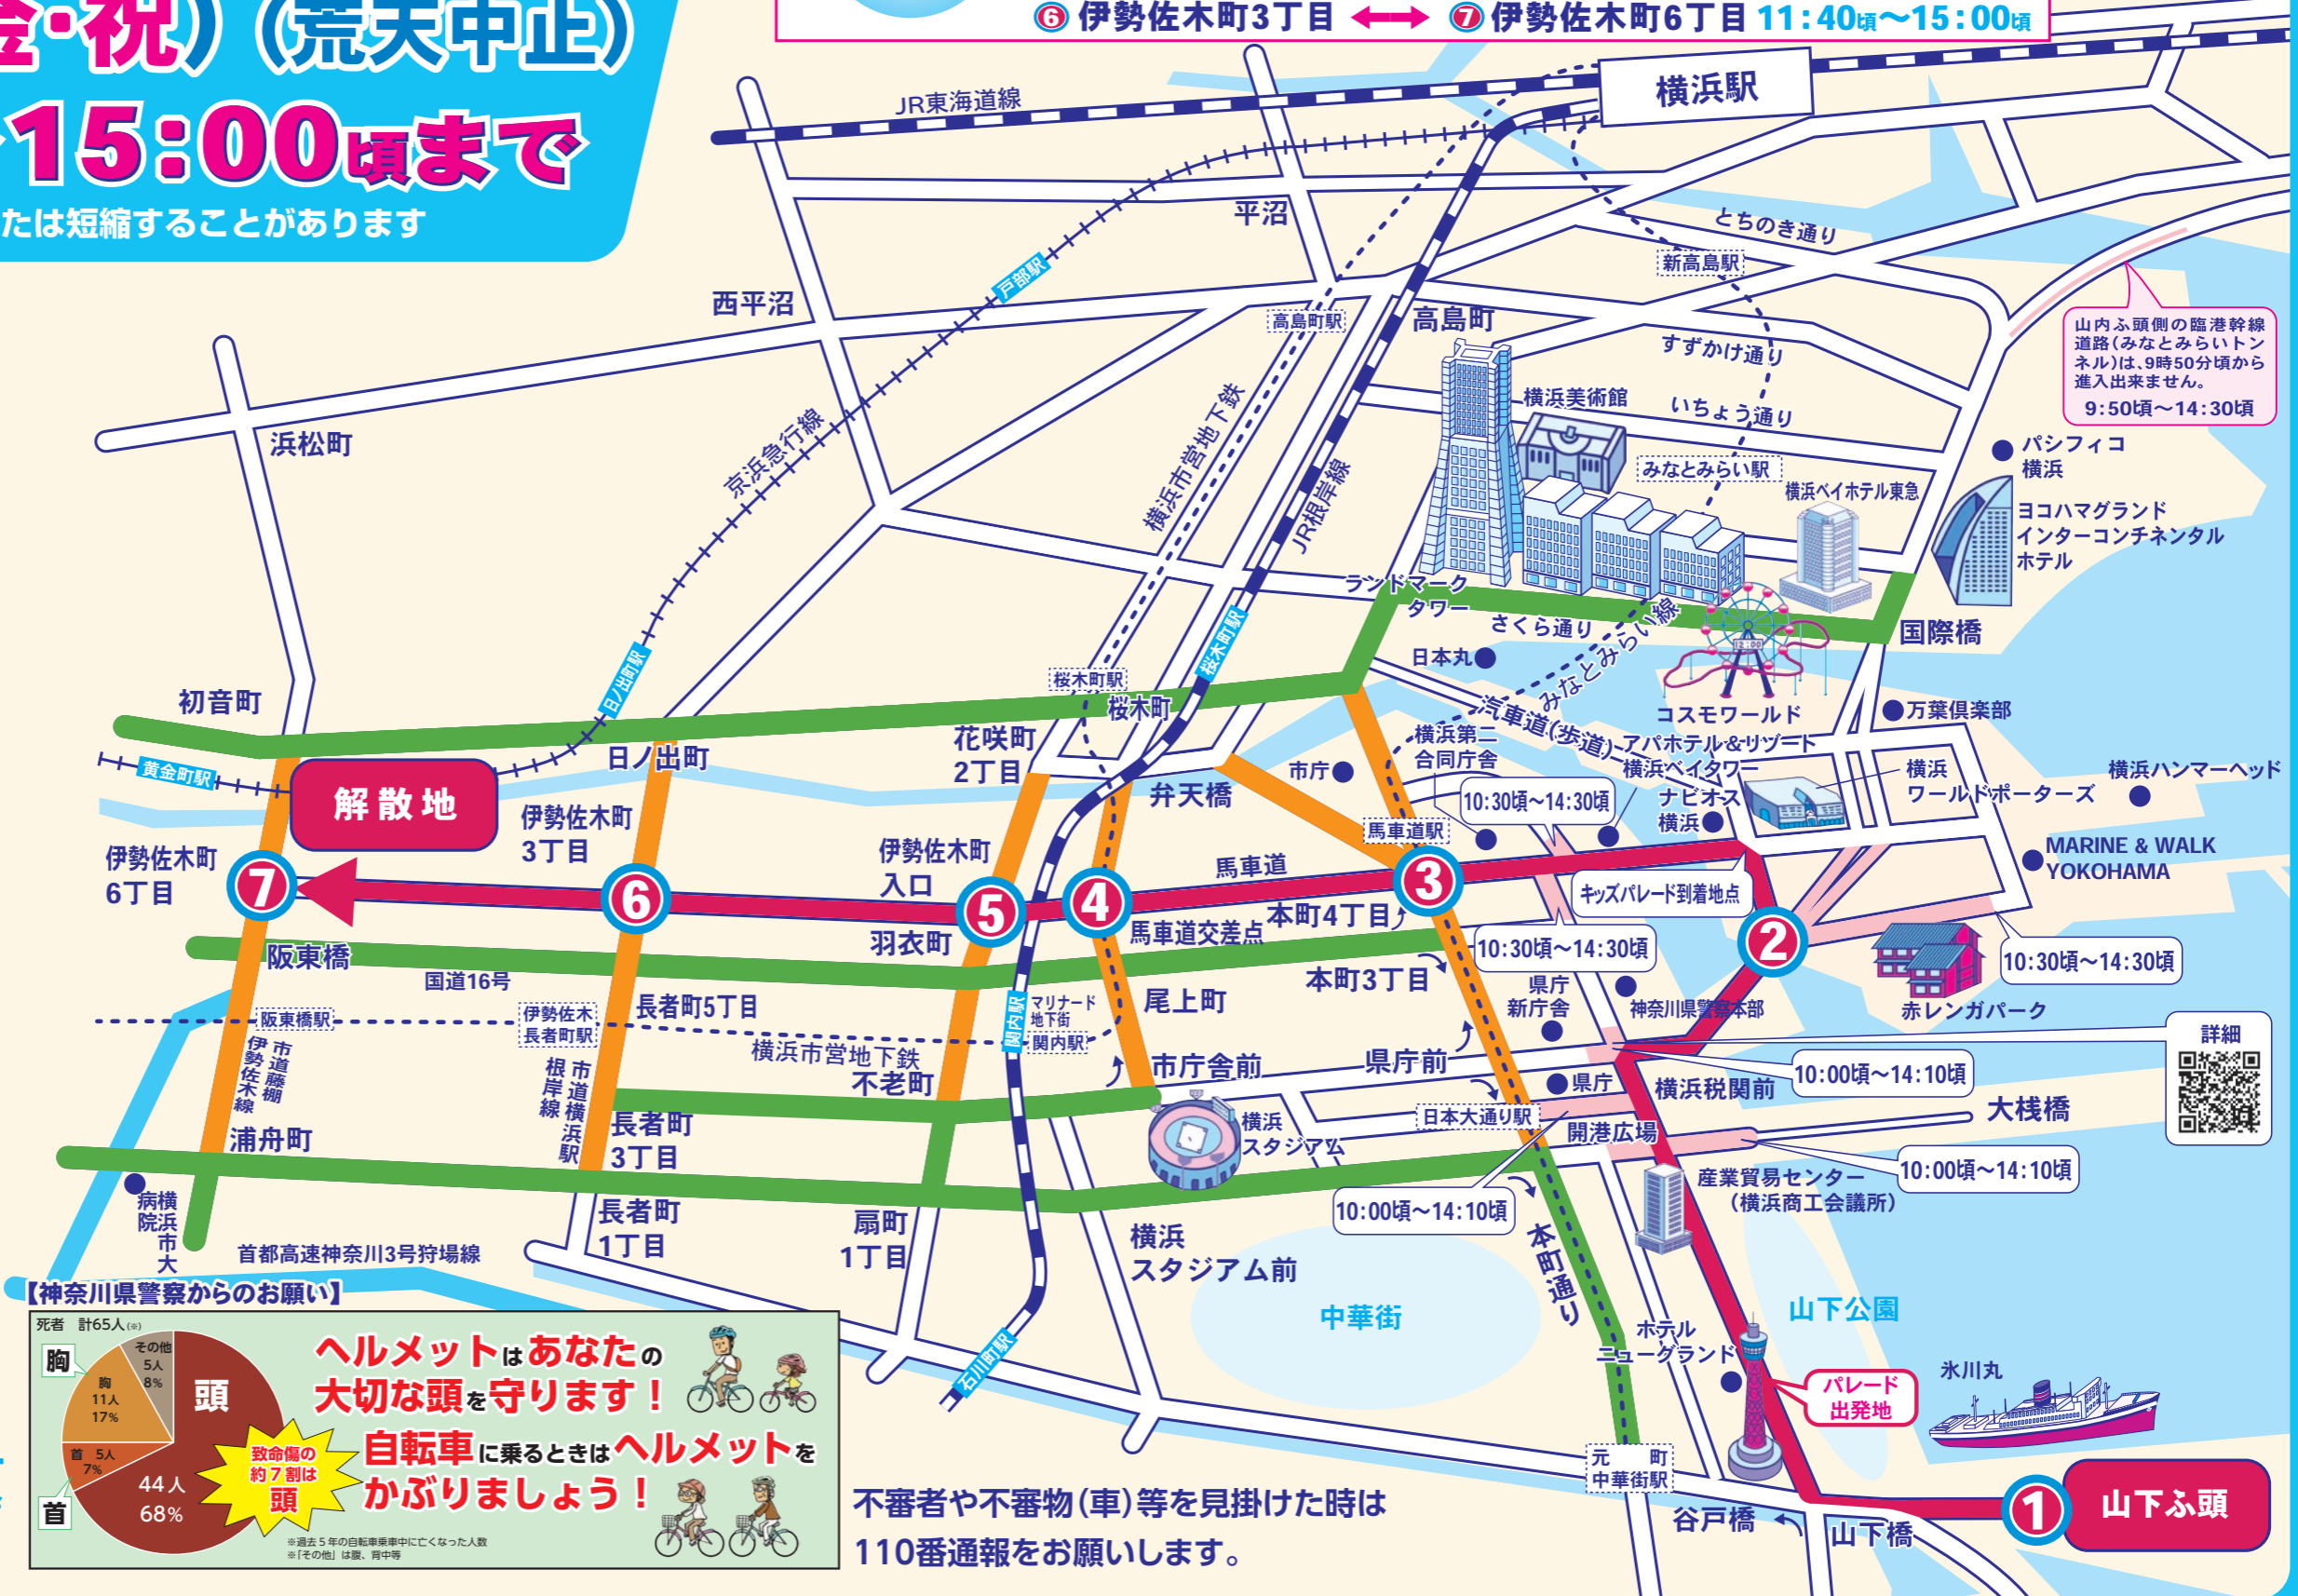 金・祝）（荒天中止）
15：00頃まで
たは短縮することがあります
⑥ 伊勢佐木町3丁目 ⑦ 伊勢佐木町6丁目 11：40頃〜15：00頃
横浜駅
JR東海道線
平沼
とちのき通り
新高島駅
戸部駅
西平沼
高島町駅
高島町
すずかけ通り
山内ふ頭側の臨港幹線
道路（みなとみらいトン
ネル）は、9時50分頃から
進入出来ません。
9：50頃〜14：30頃
浜松町
京浜急行線
横浜市営地下鉄
JR根岸線
横浜美術館
いちょう通り
みなとみらい駅
横浜ベイホテル東急
パシフィコ
横浜
ヨコハマグランド
インターコンチネンタル
ホテル
ランドマーク
タワー
さくら通り
みなとみらい線
国際橋
日本丸
桜木町駅
桜木町駅
桜木町
日ノ出町駅
初音町
黄金町駅
解散地
日ノ出町
花咲町
2丁目
弁天橋
市庁
汽車道（歩道）
横浜第二
合同庁舎
コスモワールド
万葉倶楽部
アパホテル&リゾート
横浜ベイタワー
ナビオス
横浜
横浜
ワールドポーターズ
横浜ハンマーヘッド
MARINE & WALK
YOKOHAMA
10：30頃〜14：30頃
馬車道駅
馬車道
キッズパレード到着地点
伊勢佐木町
3丁目
伊勢佐木町
入口
伊勢佐木町
6丁目
7
6
5
4
3
2
本町4丁目
馬車道交差点
羽衣町
阪東橋
国道16号
10：30頃〜14：30頃
10：30頃〜14：30頃
赤レンガパーク
本町3丁目
県庁
新庁舎
神奈川県警察本部
阪東橋駅
伊勢佐木
長者町駅
長者町5丁目
関内駅
マリナード
地下街
関内駅
尾上町
横浜市営地下鉄
市道藤棚
伊勢佐木線
市道横浜駅
根岸線
不老町
市庁舎前
県庁前
県庁
横浜税関前
10：00頃〜14：10頃
詳細
大桟橋
日本大通り駅
開港広場
横浜
スタジアム
浦舟町
長者町
3丁目
10：00頃〜14：10頃
10：00頃〜14：10頃
産業貿易センター
（横浜商工会議所）
横浜市大
病院
長者町
1丁目
扇町
1丁目
横浜
スタジアム前
本町通り
首都高速神奈川3号狩場線
中華街
山下公園
ホテル
ニューグランド
パレード
出発地
氷川丸
石川町駅
元町
中華街駅
谷戸橋
山下橋
1
山下ふ頭
【神奈川県警察からのお願い】
死者 計65人（※）
その他
5人
8%
胸
胸
11人
17%
頭
首 5人
7%
首
44人
68%
致命傷の
約7割は
頭
ヘルメットはあなたの
大切な頭を守ります！
自転車に乗るときはヘルメットを
かぶりましょう！
※過去5年の自転車乗車中に亡くなった人数
※「その他」は腹、背中等
不審者や不審物（車）等を見掛けた時は
110番通報をお願いします。